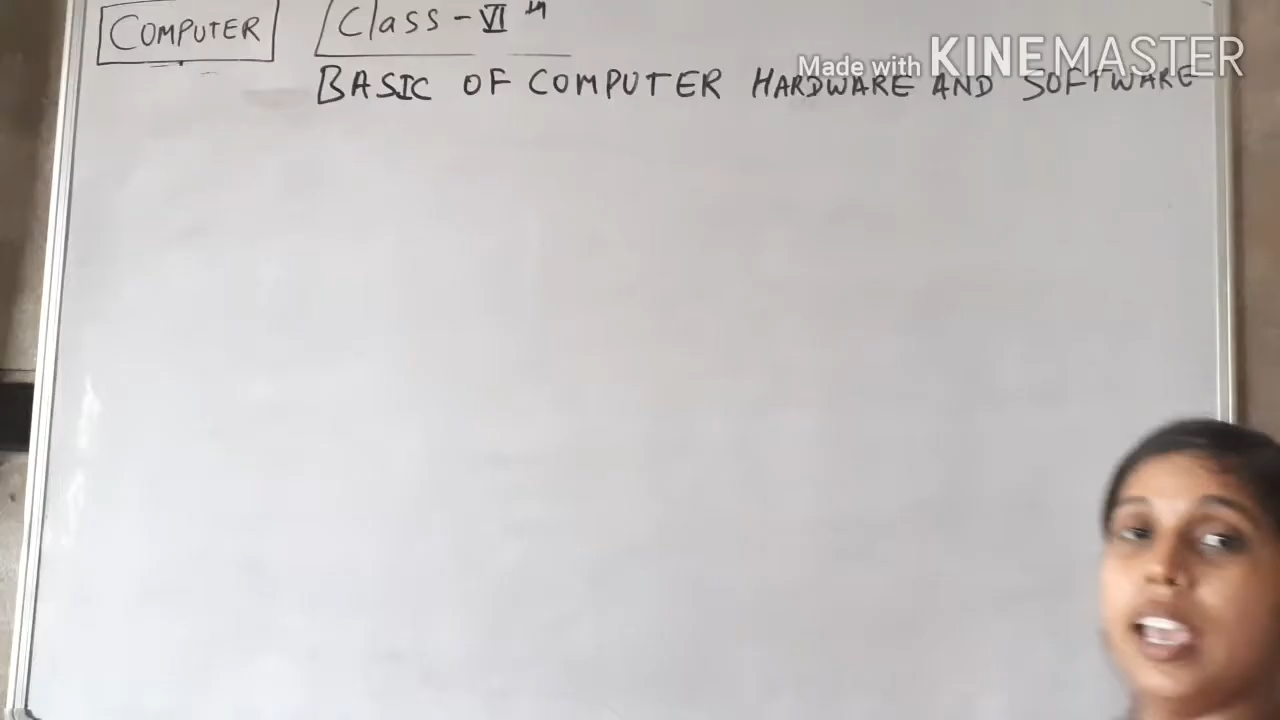 COMPUTER Class - VI th
Made with KINEMASTER
BASIC OF COMPUTER HARDWARE AND SOFTWARE